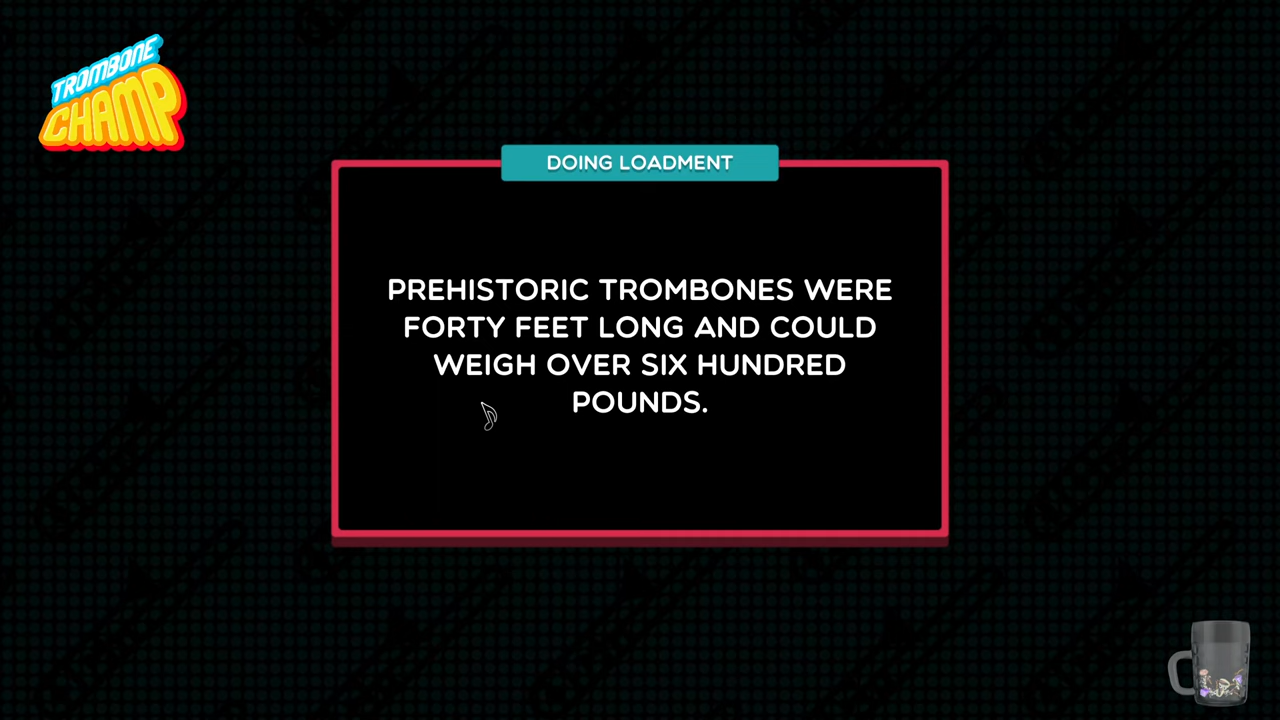 TROMBONE
CHAMP
DOING LOADMENT
PREHISTORIC TROMBONES WERE
FORTY FEET LONG AND COULD
WEIGH OVER SIX HUNDRED
POUNDS.